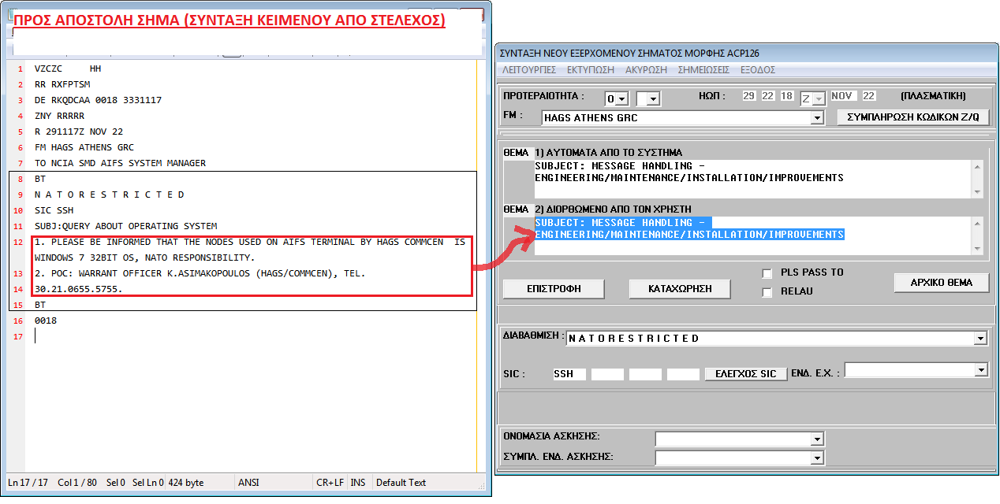 ΠΡΟΣ ΑΠΟΣΤΟΛΗ ΣΗΜΑ (ΣΥΝΤΑΞΗ ΚΕΙΜΕΝΟΥ ΑΠΟ ΣΤΕΛΕΧΟΣ)
1 VZCZC HH
2 RR RXFPTSM
3 DE RKQDCAA 0018 3331117
4 ZNY RRRRR
5 R 291117Z NOV 22
6 FM HAGS ATHENS GRC
7 TO NCIA SMD AIFS SYSTEM MANAGER
8 BT
9 N A T O R E S T R I C T E D
10 SIC SSH
11 SUBJ:QUERY ABOUT OPERATING SYSTEM
12 1. PLEASE BE INFORMED THAT THE NODES USED ON AIFS TERMINAL BY HAGS COMMCEN IS
WINDOWS 7 32BIT OS, NATO RESPONSIBILITY.
13 2. POC: WARRANT OFFICER K.ASIMAKOPOULOS (HAGS/COMMCEN), TEL.
14 30.21.0655.5755.
15 BT
16 0018
17
Ln 17 / 17 Col 1 / 80 Sel 0 Sel Ln 0 424 byte ANSI CR+LF INS Default Text
ΣΥΝΤΑΞΗ ΝΕΟΥ ΕΞΕΡΧΟΜΕΝΟΥ ΣΗΜΑΤΟΣ ΜΟΡΦΗΣ ACP126
ΛΕΙΤΟΥΡΓΙΕΣ ΕΚΤΥΠΩΣΗ ΑΚΥΡΩΣΗ ΣΗΜΕΙΩΣΕΙΣ ΕΞΟΔΟΣ
ΠΡΟΤΕΡΑΙΟΤΗΤΑ : O ΗΩΠ : 29 22 18 Z NOV 22 (ΠΛΑΣΜΑΤΙΚΗ)
FM : HAGS ATHENS GRC ΣΥΜΠΛΗΡΩΣΗ ΚΩΔΙΚΩΝ Z/Q
ΘΕΜΑ 1) ΑΥΤΟΜΑΤΑ ΑΠΟ ΤΟ ΣΥΣΤΗΜΑ
SUBJECT: MESSAGE HANDLING -
ENGINEERING/MAINTENANCE/INSTALLATION/IMPROVEMENTS
ΘΕΜΑ 2) ΔΙΟΡΘΩΜΕΝΟ ΑΠΟ ΤΟΝ ΧΡΗΣΤΗ
SUBJECT: MESSAGE HANDLING -
ENGINEERING/MAINTENANCE/INSTALLATION/IMPROVEMENTS
ΕΠΙΣΤΡΟΦΗ ΚΑΤΑΧΩΡΗΣΗ PLS PASS TO ΑΡΧΙΚΟ ΘΕΜΑ
RELAU
ΔΙΑΒΑΘΜΙΣΗ : N A T O R E S T R I C T E D
SIC : SSH ΕΛΕΓΧΟΣ SIC ΕΝΔ. Ε.Χ. :
ΟΝΟΜΑΣΙΑ ΑΣΚΗΣΗΣ:
ΣΥΜΠΛ. ΕΝΔ. ΑΣΚΗΣΗΣ: